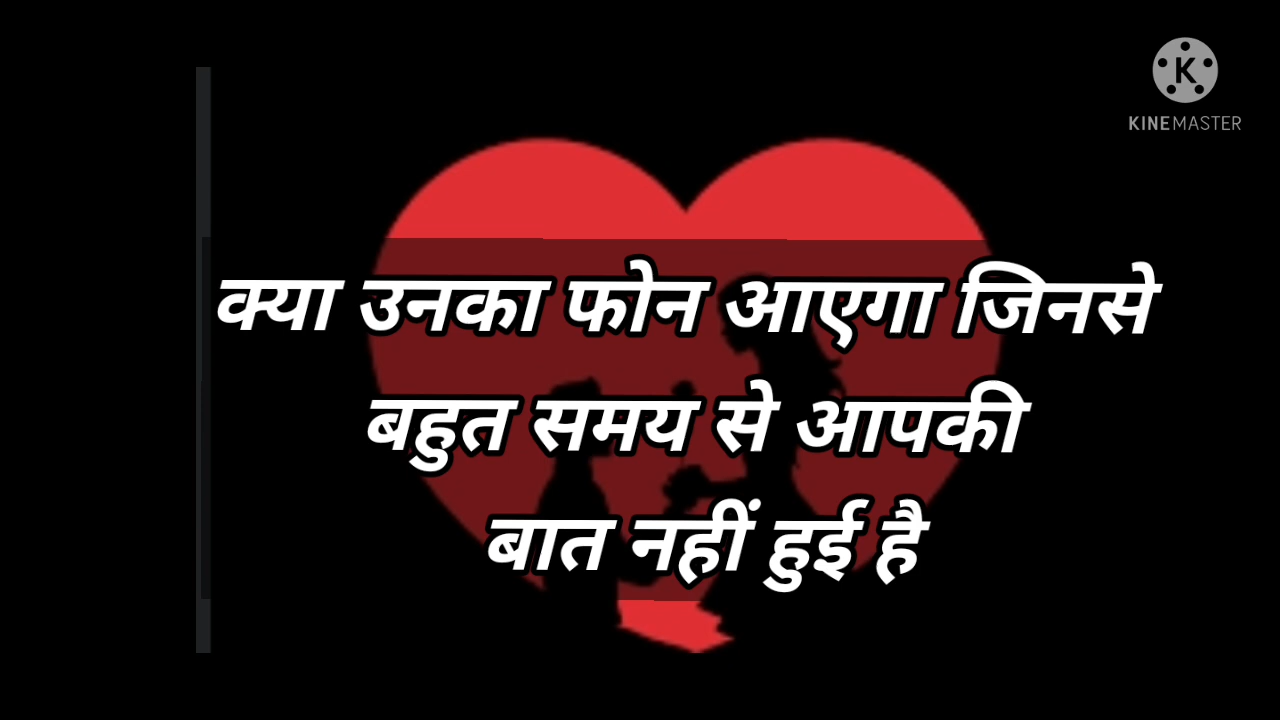 KINEMASTER
क्या उनका फोन आएगा जिनसे
बहुत समय से आपकी
बात नहीं हुई है